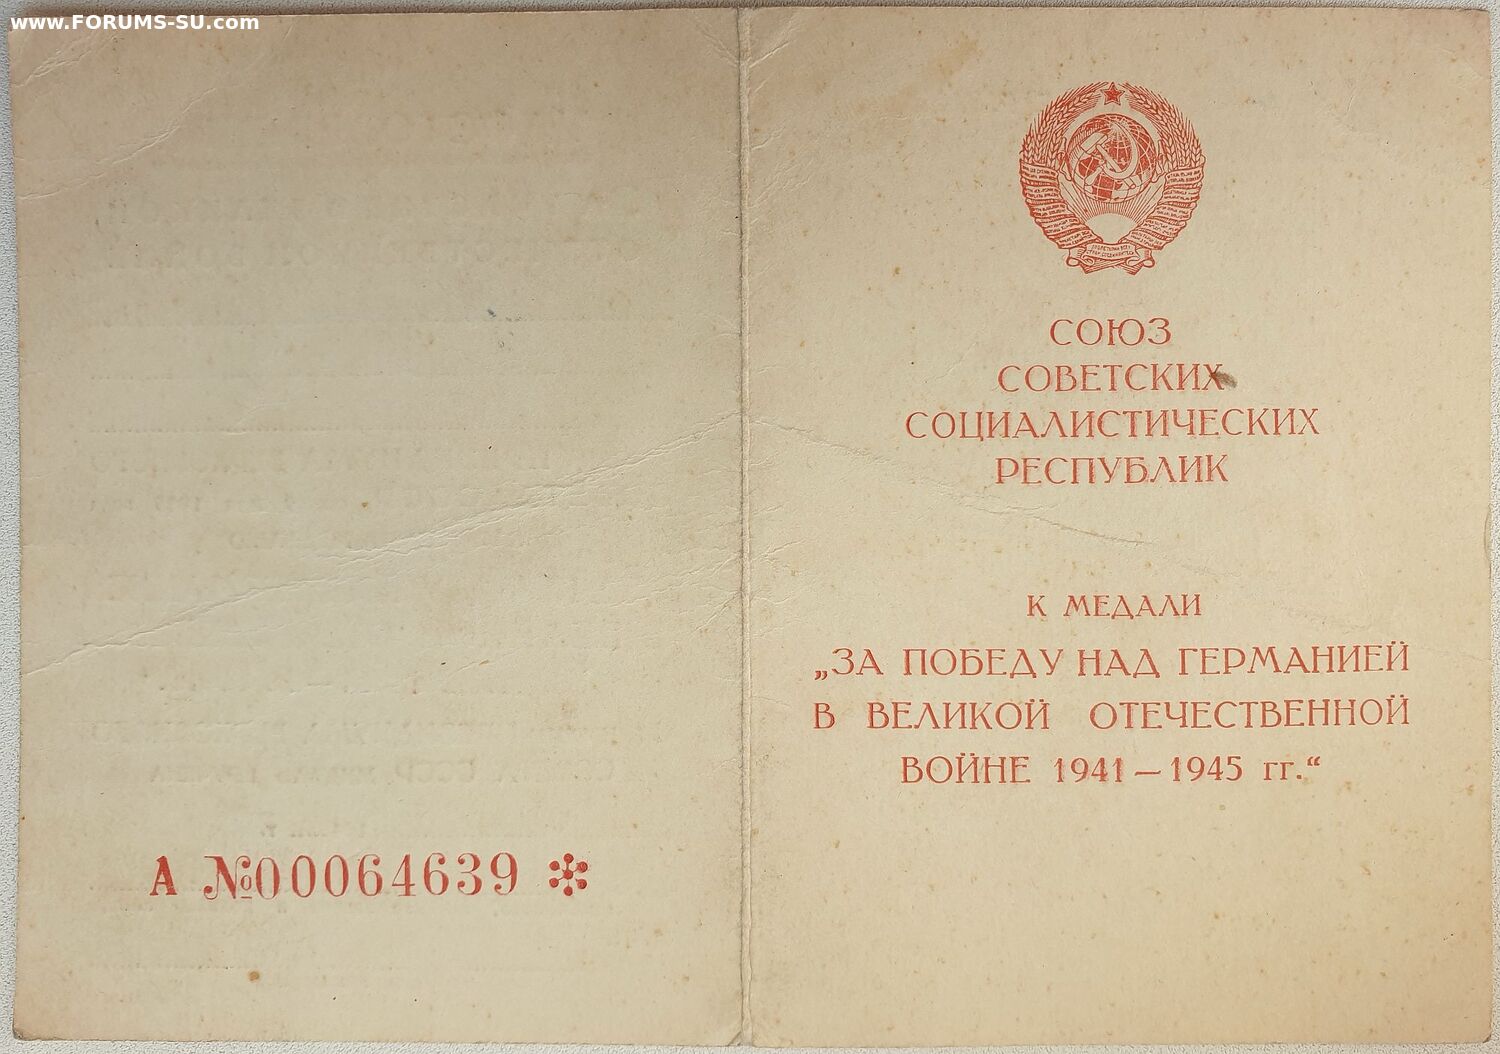 www.FORUMS-SU.com
А №00064639
СОЮЗ
СОВЕТСКИХ
СОЦИАЛИСТИЧЕСКИХ
РЕСПУБЛИК
К МЕДАЛИ
„ЗА ПОБЕДУ НАД ГЕРМАНИЕЙ
В ВЕЛИКОЙ ОТЕЧЕСТВЕННОЙ
ВОЙНЕ 1941—1945 гг.“